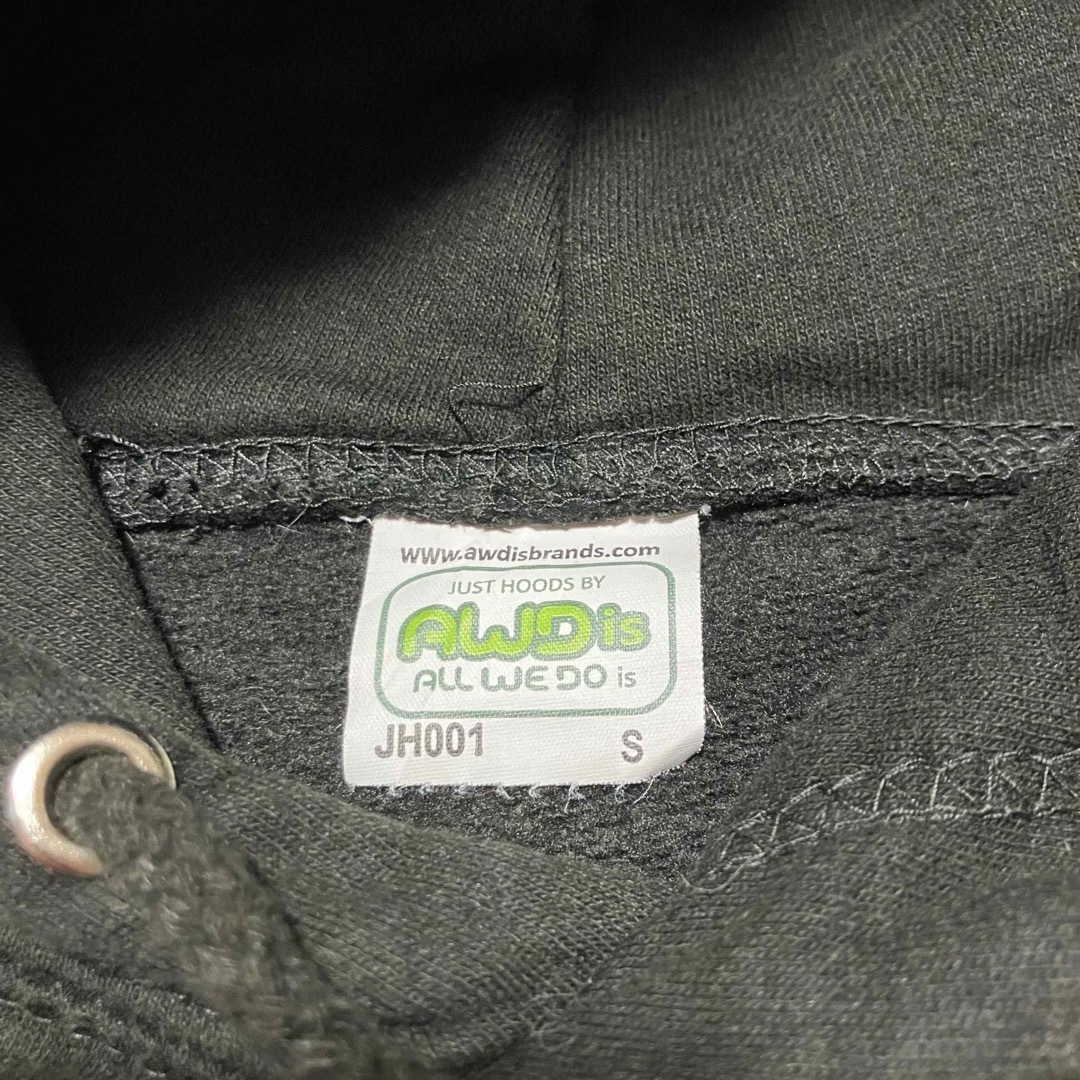 www.awdisbrands.com
JUST HOODS BY
AWDis
ALL WE DO is
JH001 S